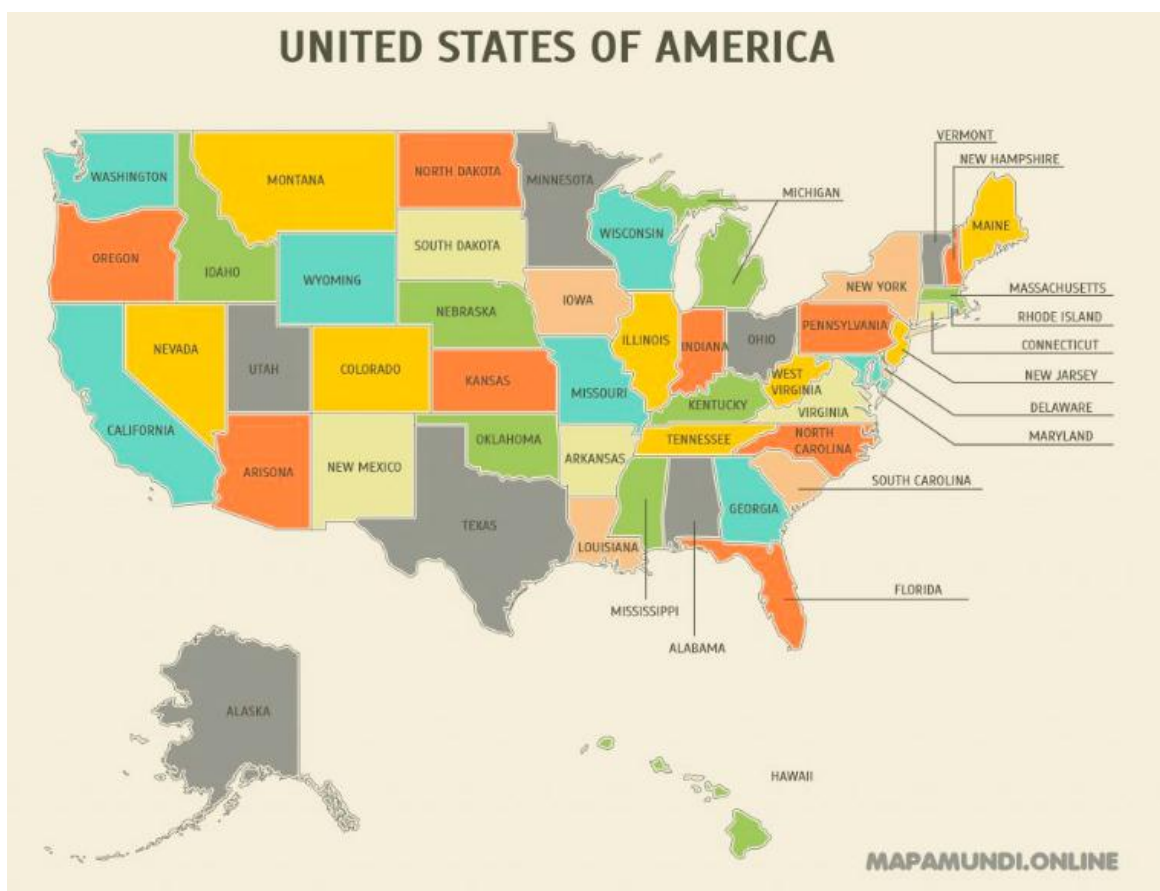 UNITED STATES OF AMERICA
VERMONT
NEW HAMPSHIRE
WASHINGTON
MONTANA
NORTH DAKOTA
MINNESOTA
MICHIGAN
MAINE
OREGON
IDAHO
SOUTH DAKOTA
WISCONSIN
WYOMING
NEW YORK
MASSACHUSETTS
IOWA
NEBRASKA
RHODE ISLAND
PENNSYLVANIA
NEVADA
ILLINOIS
INDIANA
OHIO
CONNECTICUT
UTAH
COLORADO
KANSAS
WEST
VIRGINIA
NEW JARSEY
MISSOURI
KENTUCKY
DELAWARE
VIRGINIA
CALIFORNIA
OKLAHOMA
TENNESSEE
NORTH
CAROLINA
MARYLAND
ARISONA
NEW MEXICO
ARKANSAS
SOUTH CAROLINA
GEORGIA
TEXAS
LOUISIANA
FLORIDA
MISSISSIPPI
ALABAMA
ALASKA
HAWAII
MAPAMUNDI.ONLINE